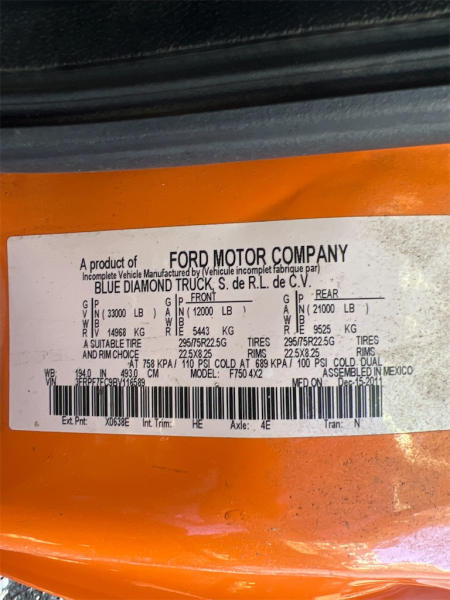 A product of FORD MOTOR COMPANY
Incomplete Vehicle Manufactured by (Vehicule incomplet fabrique par)
BLUE DIAMOND TRUCK, S. de R.L. de C.V.
FRONT REAR
GVWR (33000 LB) GAWR (12000 LB) GAWR (21000 LB)
14968 KG 5443 KG 9525 KG
A SUITABLE TIRE 295/75R22.5G TIRES 295/75R22.5G TIRES
AND RIM CHOICE 22.5X8.25 RIMS 22.5X8.25 RIMS
AT 758 KPA / 110 PSI COLD AT 689 KPA / 100 PSI COLD DUAL
WB: 194.0 IN 493.0 CM MODEL: F750 4X2 ASSEMBLED IN MEXICO
VIN MFD ON Dec-15-2011
Ext. Pnt: X0638E Int. Trim: HE Axle: 4E Tran: N